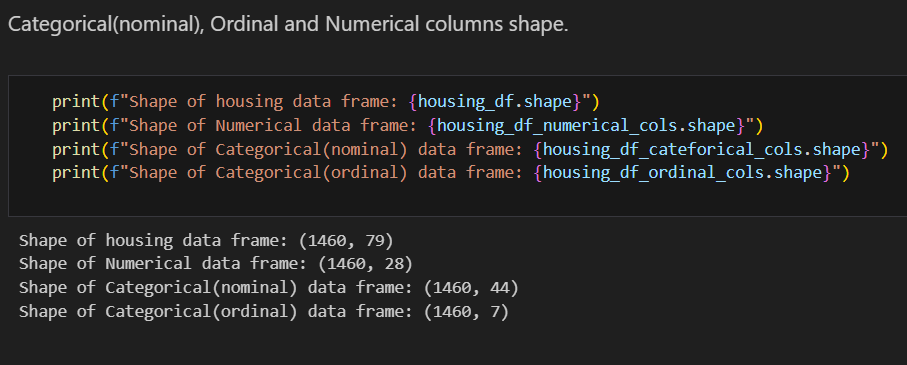 Categorical(nominal), Ordinal and Numerical columns shape.
print(f"Shape of housing data frame: {housing_df.shape}")
print(f"Shape of Numerical data frame: {housing_df_numerical_cols.shape}")
print(f"Shape of Categorical(nominal) data frame: {housing_df_cateforical_cols.shape}")
print(f"Shape of Categorical(ordinal) data frame: {housing_df_ordinal_cols.shape}")
Shape of housing data frame: (1460, 79)
Shape of Numerical data frame: (1460, 28)
Shape of Categorical(nominal) data frame: (1460, 44)
Shape of Categorical(ordinal) data frame: (1460, 7)